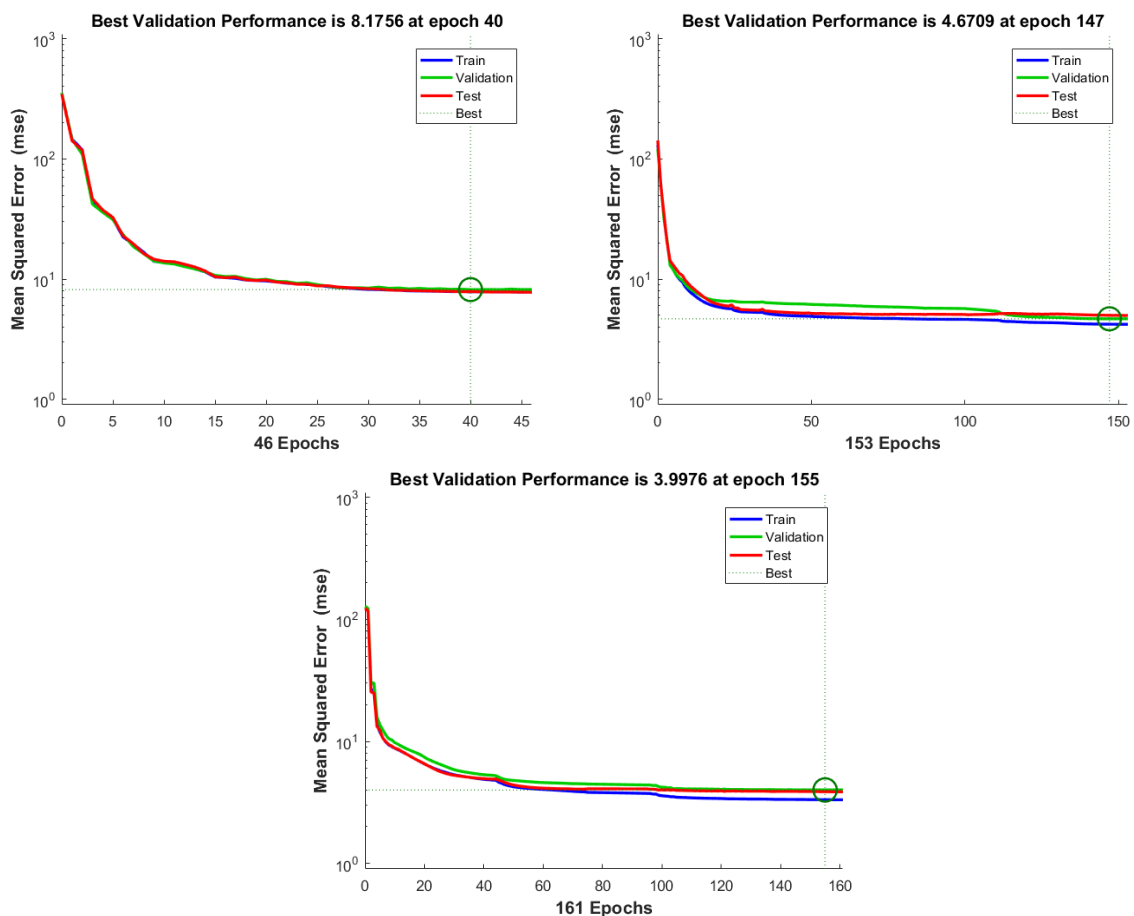 Best Validation Performance is 8.1756 at epoch 40
10^3
Train
Validation
Test
Best
10^2
Mean Squared Error (mse)
10^1
10^0
0 5 10 15 20 25 30 35 40 45
46 Epochs
Best Validation Performance is 4.6709 at epoch 147
10^3
Train
Validation
Test
Best
10^2
Mean Squared Error (mse)
10^1
10^0
0 50 100 150
153 Epochs
Best Validation Performance is 3.9976 at epoch 155
10^3
Train
Validation
Test
Best
10^2
Mean Squared Error (mse)
10^1
10^0
0 20 40 60 80 100 120 140 160
161 Epochs